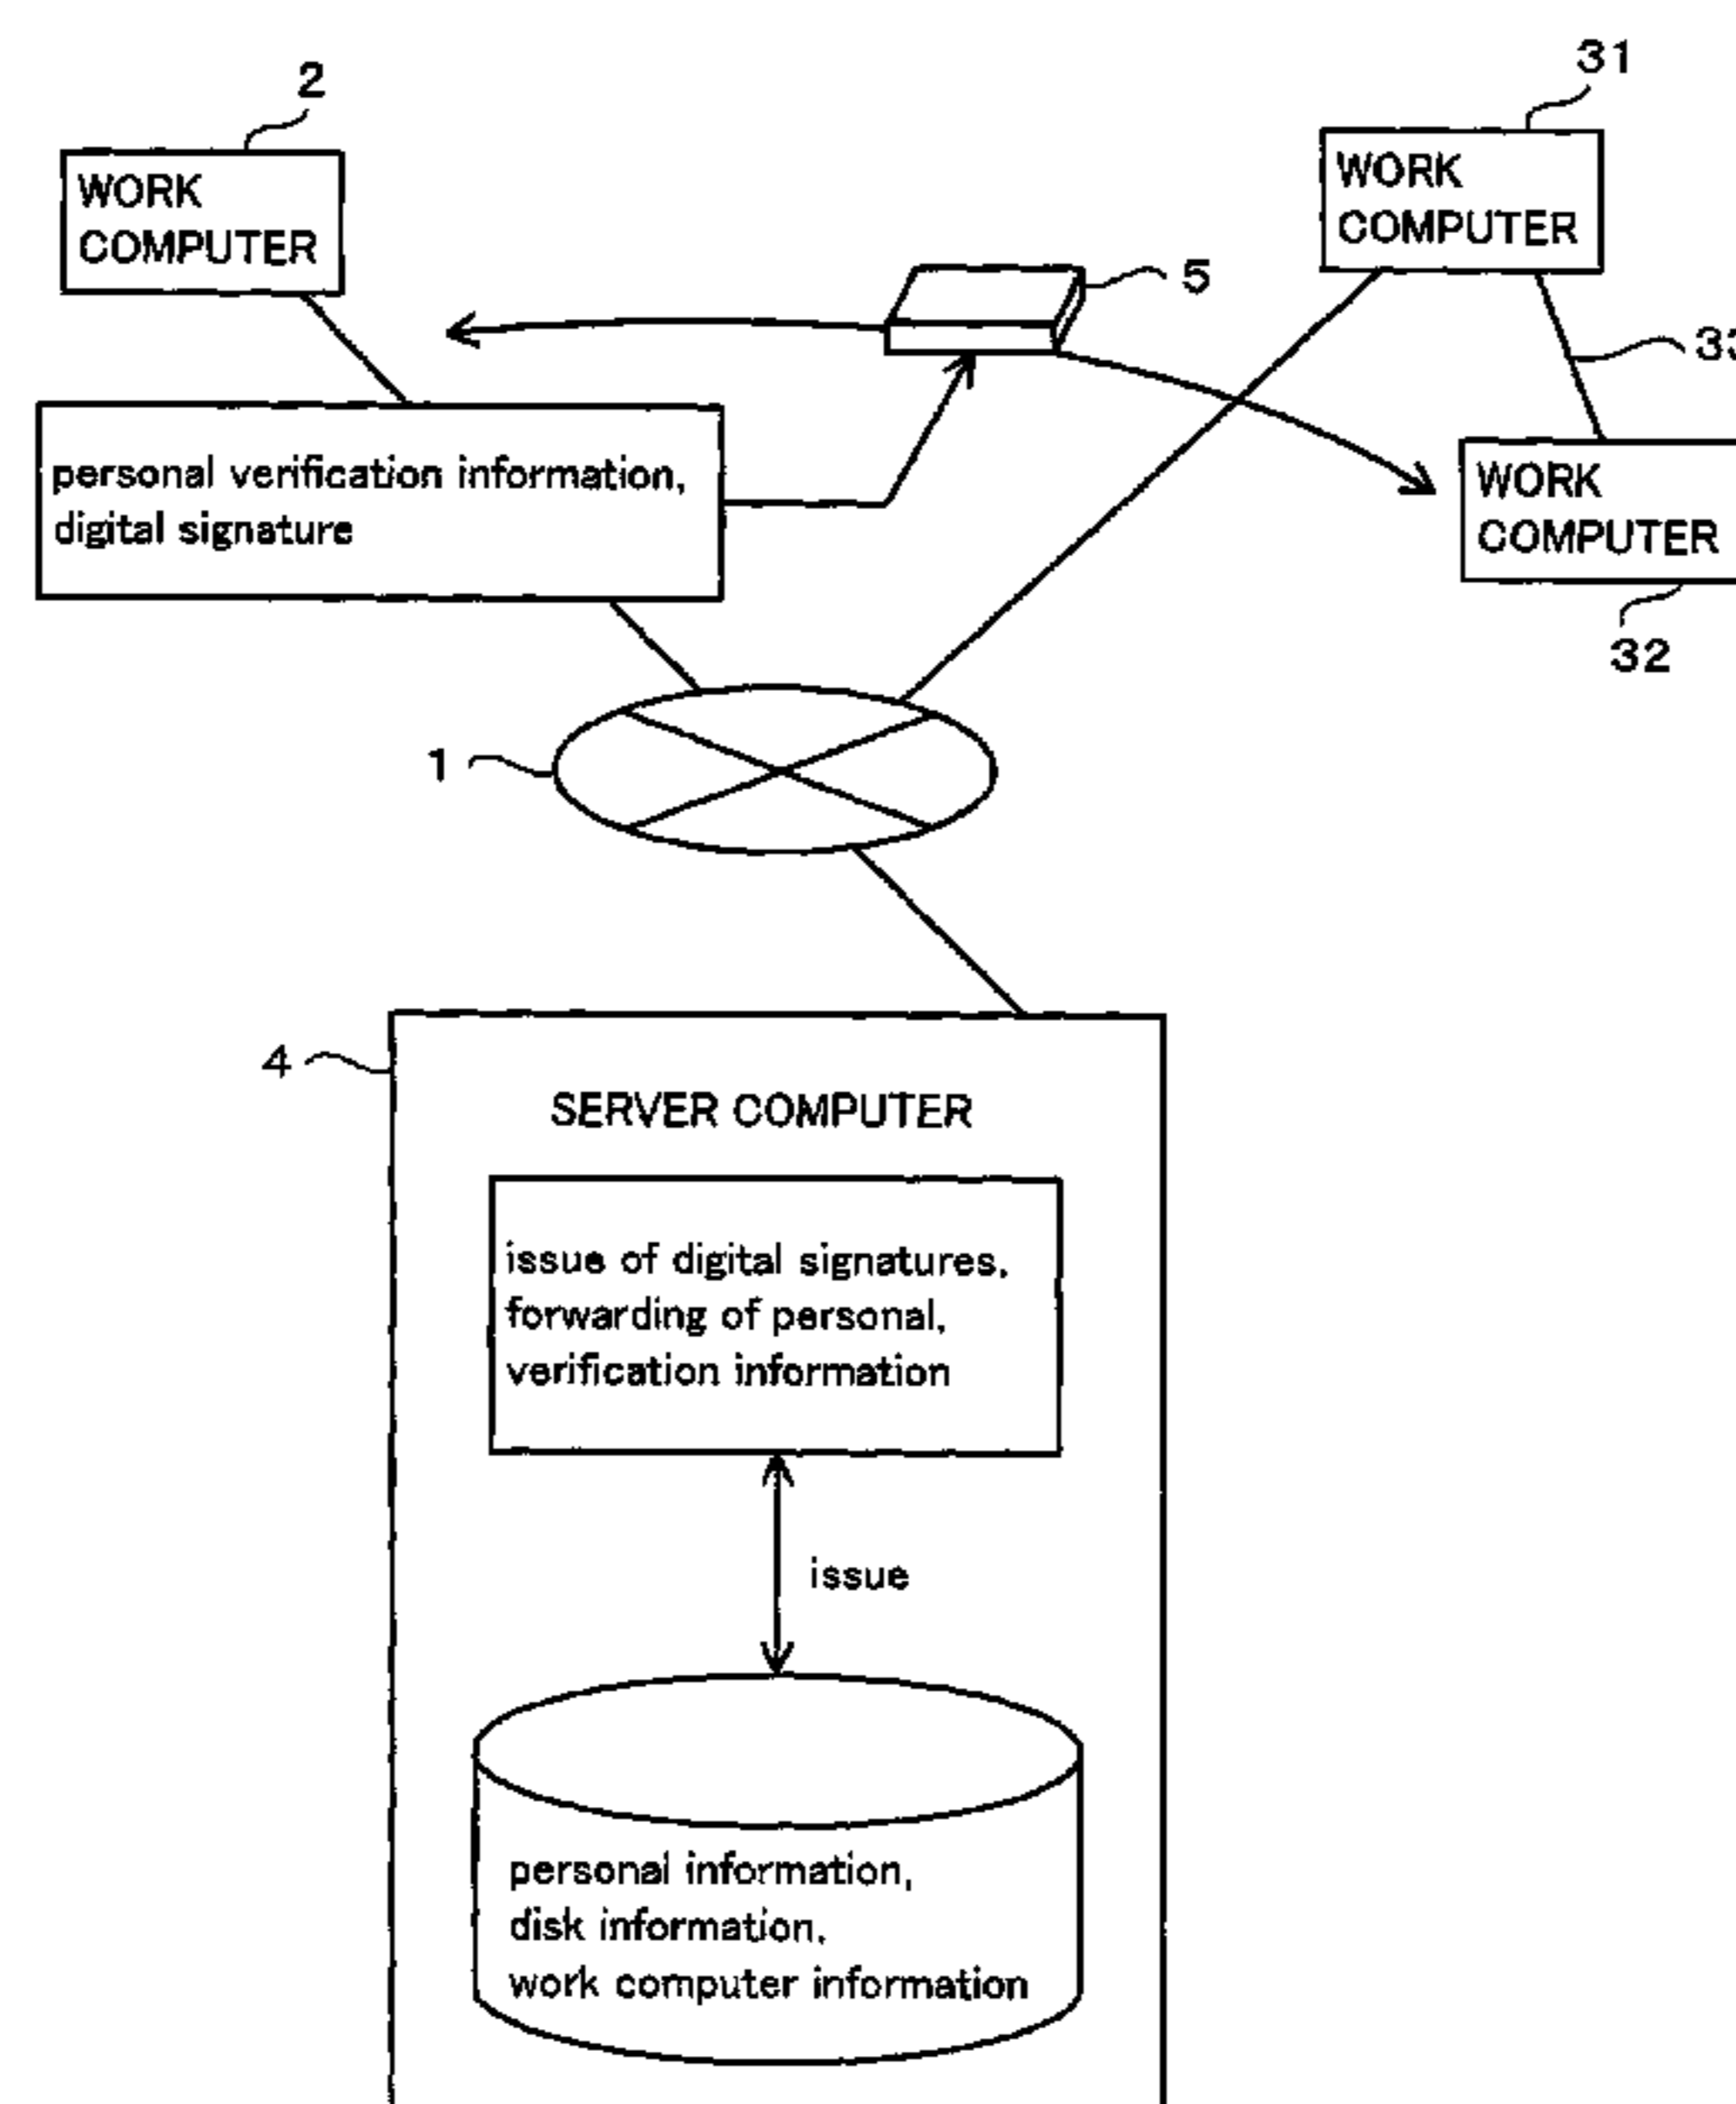 2
WORK
COMPUTER
31
WORK
COMPUTER
5
33
personal verification information,
digital signature
WORK
COMPUTER
32
1
4
SERVER COMPUTER
issue of digital signatures,
forwarding of personal,
verification information
issue
personal information,
disk information,
work computer information